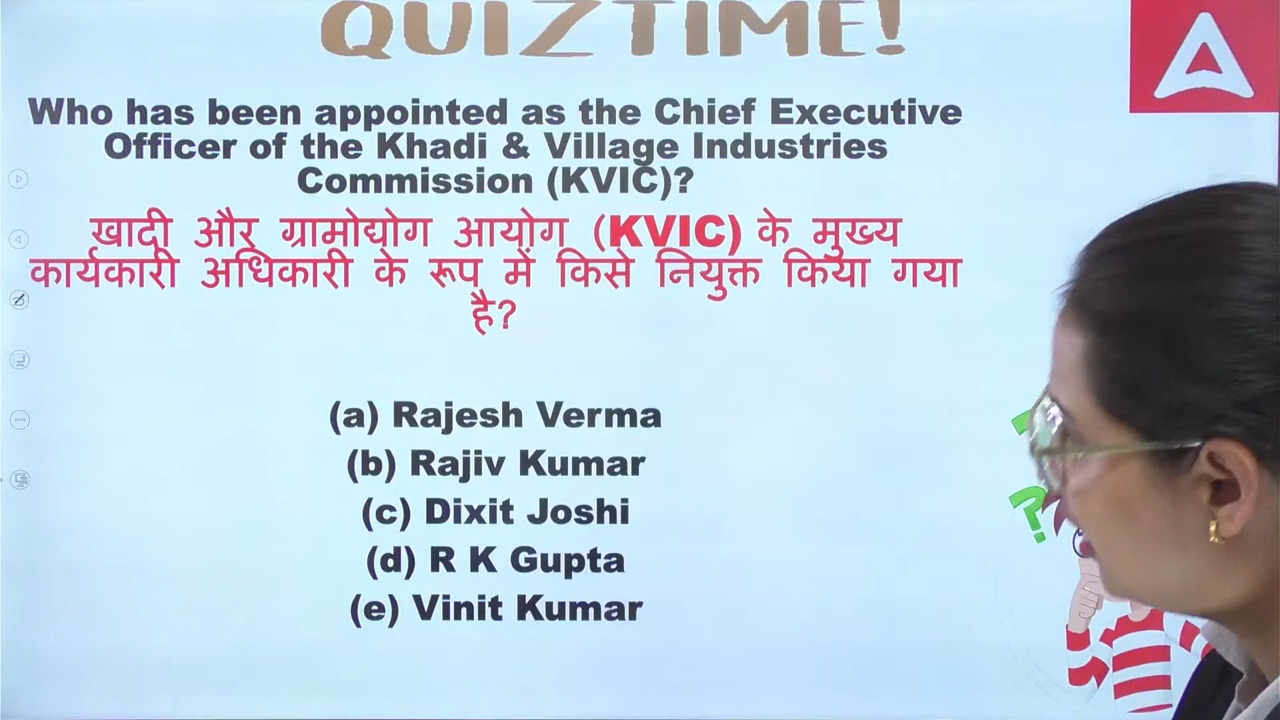 QUIZTIME!
Who has been appointed as the Chief Executive
Officer of the Khadi & Village Industries
Commission (KVIC)?
खादी और ग्रामोद्योग आयोग (KVIC) के मुख्य
कार्यकारी अधिकारी के रूप में किसे नियुक्त किया गया
है?
(a) Rajesh Verma
(b) Rajiv Kumar
(c) Dixit Joshi
(d) R K Gupta
(e) Vinit Kumar